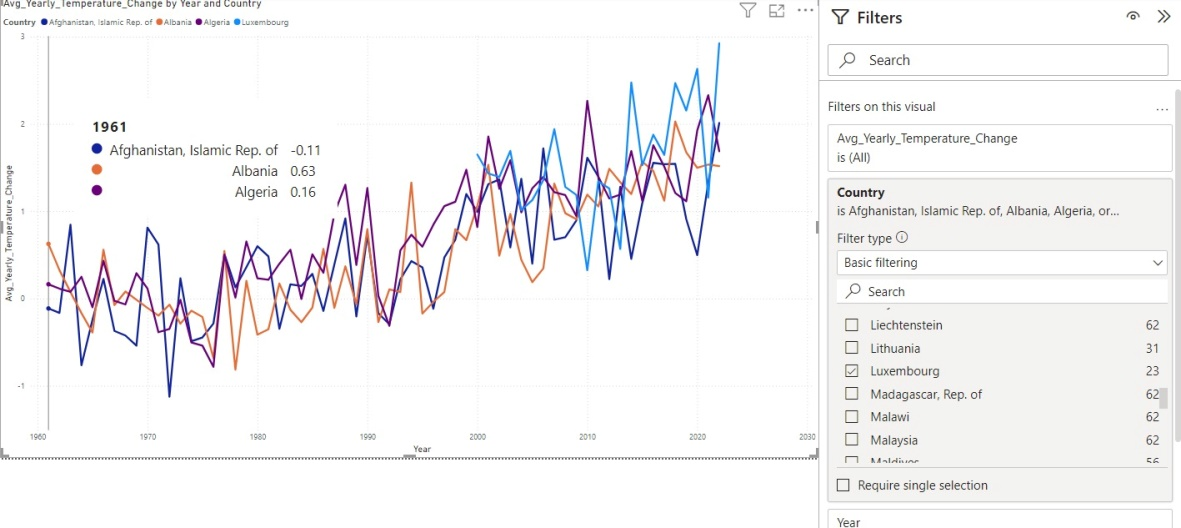 Avg_Yearly_Temperature_Change by Year and Country
Country Afghanistan, Islamic Rep. of Albania Algeria Luxembourg
3
2
1
0
-1
Avg_Yearly_Temperature_Change
1961
Afghanistan, Islamic Rep. of -0.11
Albania 0.63
Algeria 0.16
1960 1970 1980 1990 2000 2010 2020 2030
Year
Filters
Search
Filters on this visual
Avg_Yearly_Temperature_Change
is (All)
Country
is Afghanistan, Islamic Rep. of, Albania, Algeria, or...
Filter type
Basic filtering
Search
Liechtenstein 62
Lithuania 31
Luxembourg 23
Madagascar, Rep. of 62
Malawi 62
Malaysia 62
Maldives 56
Require single selection
Year